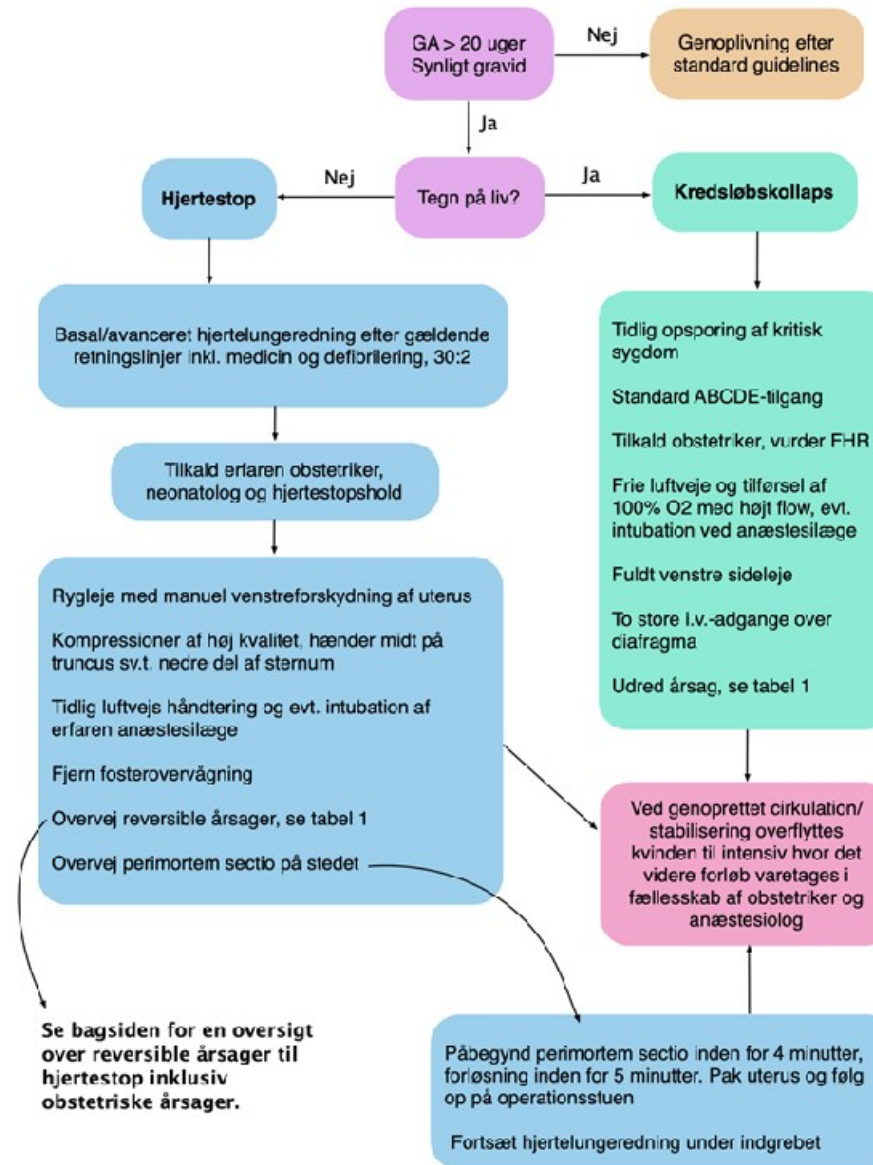 GA > 20 uger
Synligt gravid
Nej
Genoplivning efter
standard guidelines
Ja
Hjertestop
Nej
Tegn på liv?
Ja
Kredsløbskollaps
Basal/avanceret hjertelungeredning efter gældende
retningslinjer inkl. medicin og defibrilering, 30:2
Tilkald erfaren obstetriker,
neonatolog og hjertestopshold
Rygleje med manuel venstreforskydning af uterus
Kompressioner af høj kvalitet, hænder midt på
truncus sv.t. nedre del af sternum
Tidlig luftvejs håndtering og evt. intubation af
erfaren anæstesilæge
Fjern fosterovervågning
Overvej reversible årsager, se tabel 1
Overvej perimortem sectio på stedet
Tidlig opsporing af kritisk
sygdom
Standard ABCDE-tilgang
Tilkald obstetriker, vurder FHR
Frie luftveje og tilførsel af
100% O2 med højt flow, evt.
intubation ved anæstesilæge
Fuldt venstre sideleje
To store i.v.-adgange over
diafragma
Udred årsag, se tabel 1
Ved genoprettet cirkulation/
stabilisering overflyttes
kvinden til intensiv hvor det
videre forløb varetages i
fællesskab af obstetriker og
anæstesiolog
Se bagsiden for en oversigt
over reversible årsager til
hjertestop inklusiv
obstetriske årsager.
Påbegynd perimortem sectio inden for 4 minutter,
forløsning inden for 5 minutter. Pak uterus og følg
op på operationsstuen
Fortsæt hjertelungeredning under indgrebet